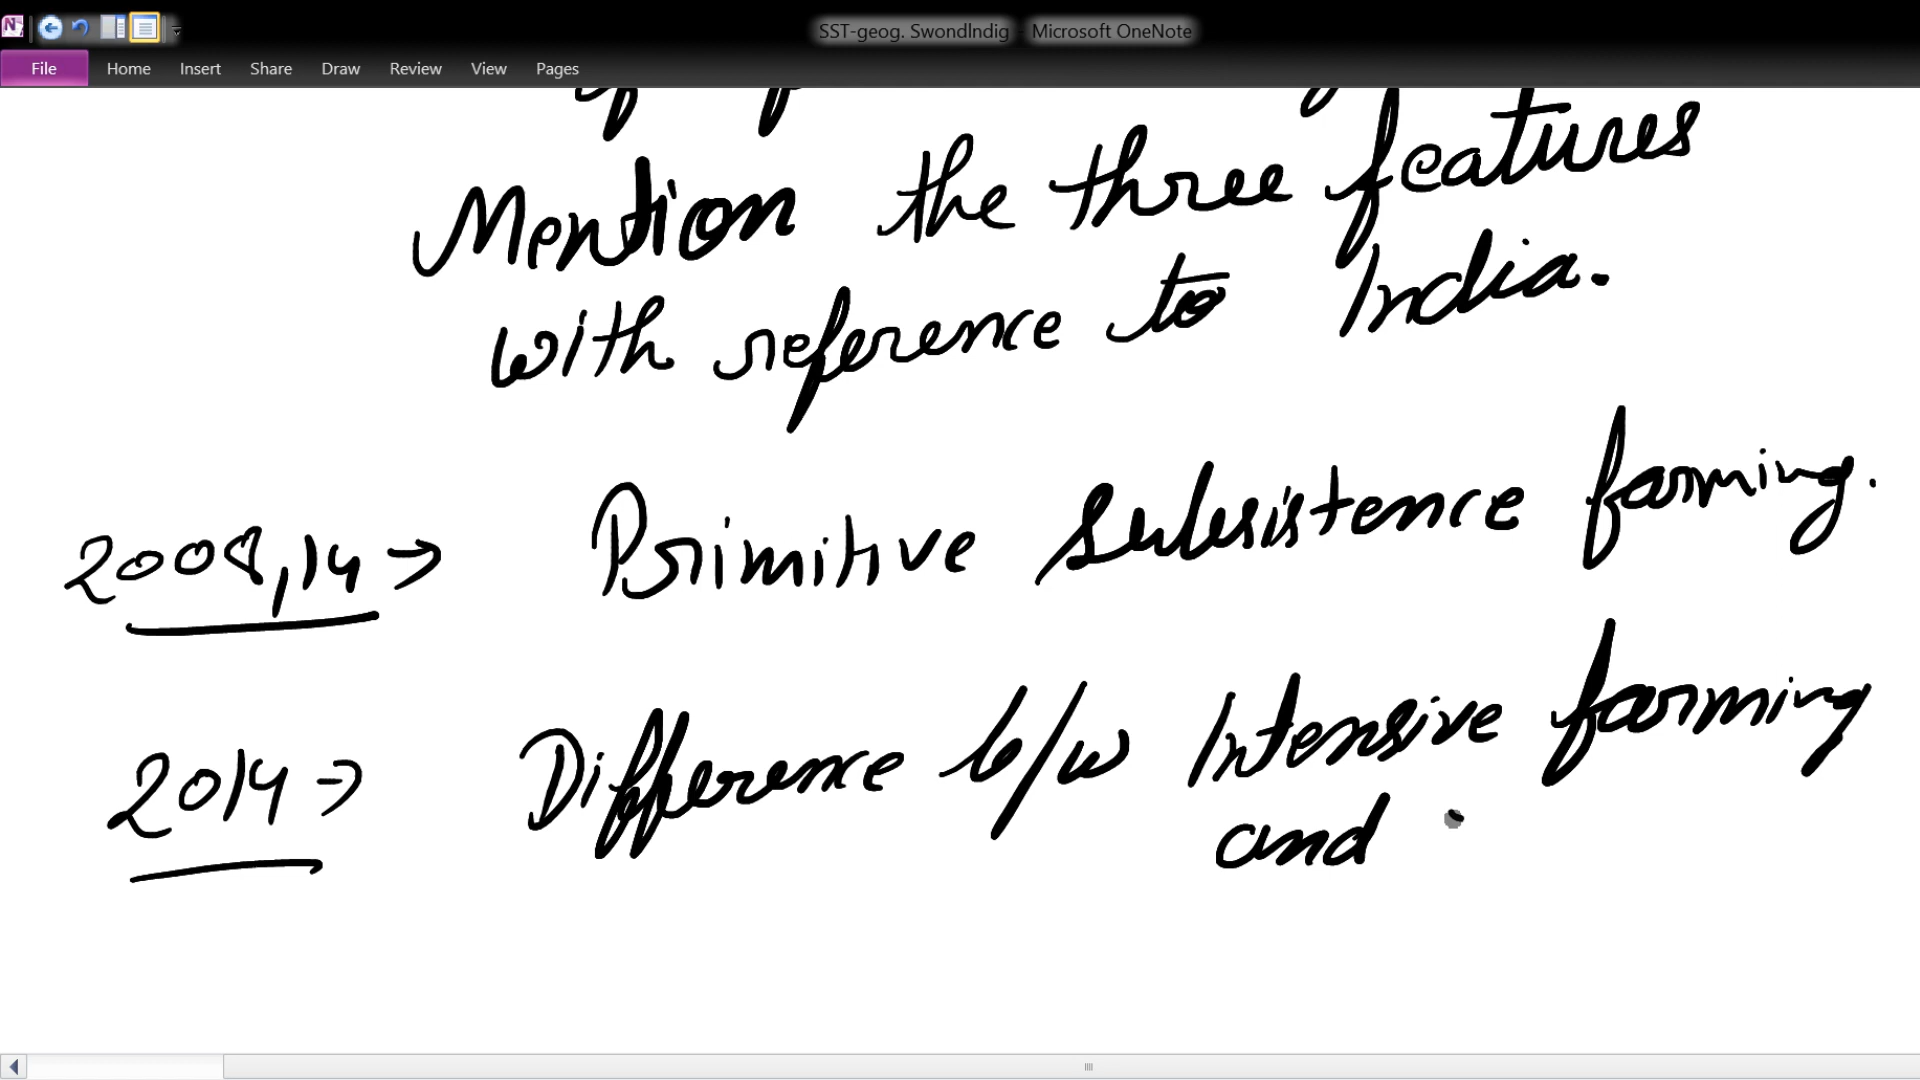 SST-geog. SwondIndig - Microsoft OneNote
File Home Insert Share Draw Review View Pages
Mention the three features
with reference to India.
2008,14 → Primitive subsistence farming.
2014 → Difference b/w Intensive farming
and